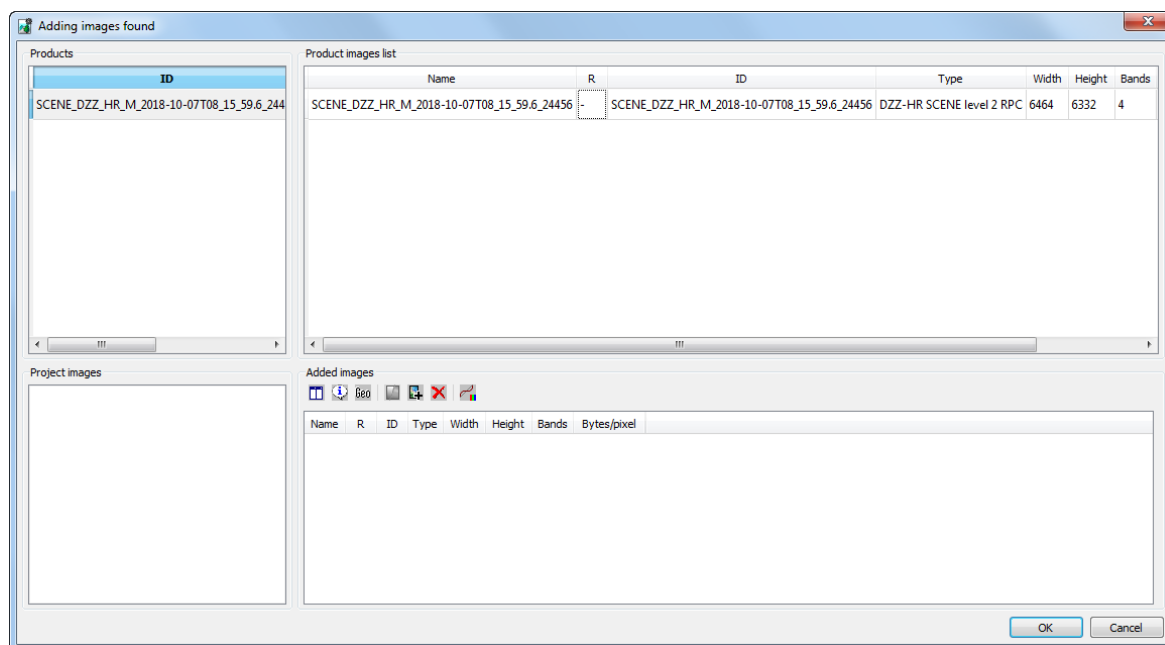 Adding images found
Products
ID
SCENE_DZZ_HR_M_2018-10-07T08_15_59.6_244
Product images list
Name R ID Type Width Height Bands
SCENE_DZZ_HR_M_2018-10-07T08_15_59.6_24456 - SCENE_DZZ_HR_M_2018-10-07T08_15_59.6_24456 DZZ-HR SCENE level 2 RPC 6464 6332 4
Project images
Added images
Geo
Name R ID Type Width Height Bands Bytes/pixel
OK Cancel